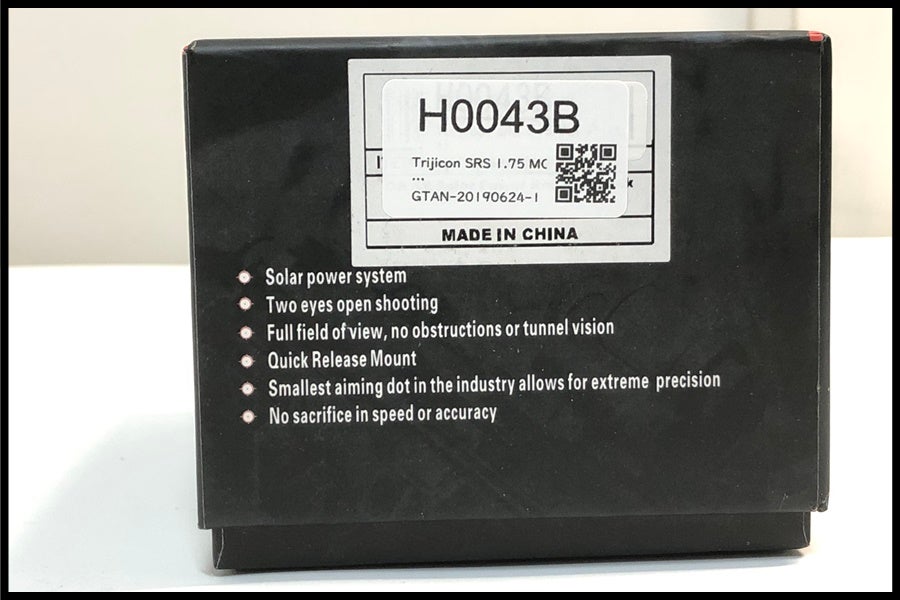 H0043B
Trijicon SRS 1.75 MC
...
GTAN-20190624-1
MADE IN CHINA
Solar power system
Two eyes open shooting
Full field of view, no obstructions or tunnel vision
Quick Release Mount
Smallest aiming dot in the industry allows for extreme precision
No sacrifice in speed or accuracy